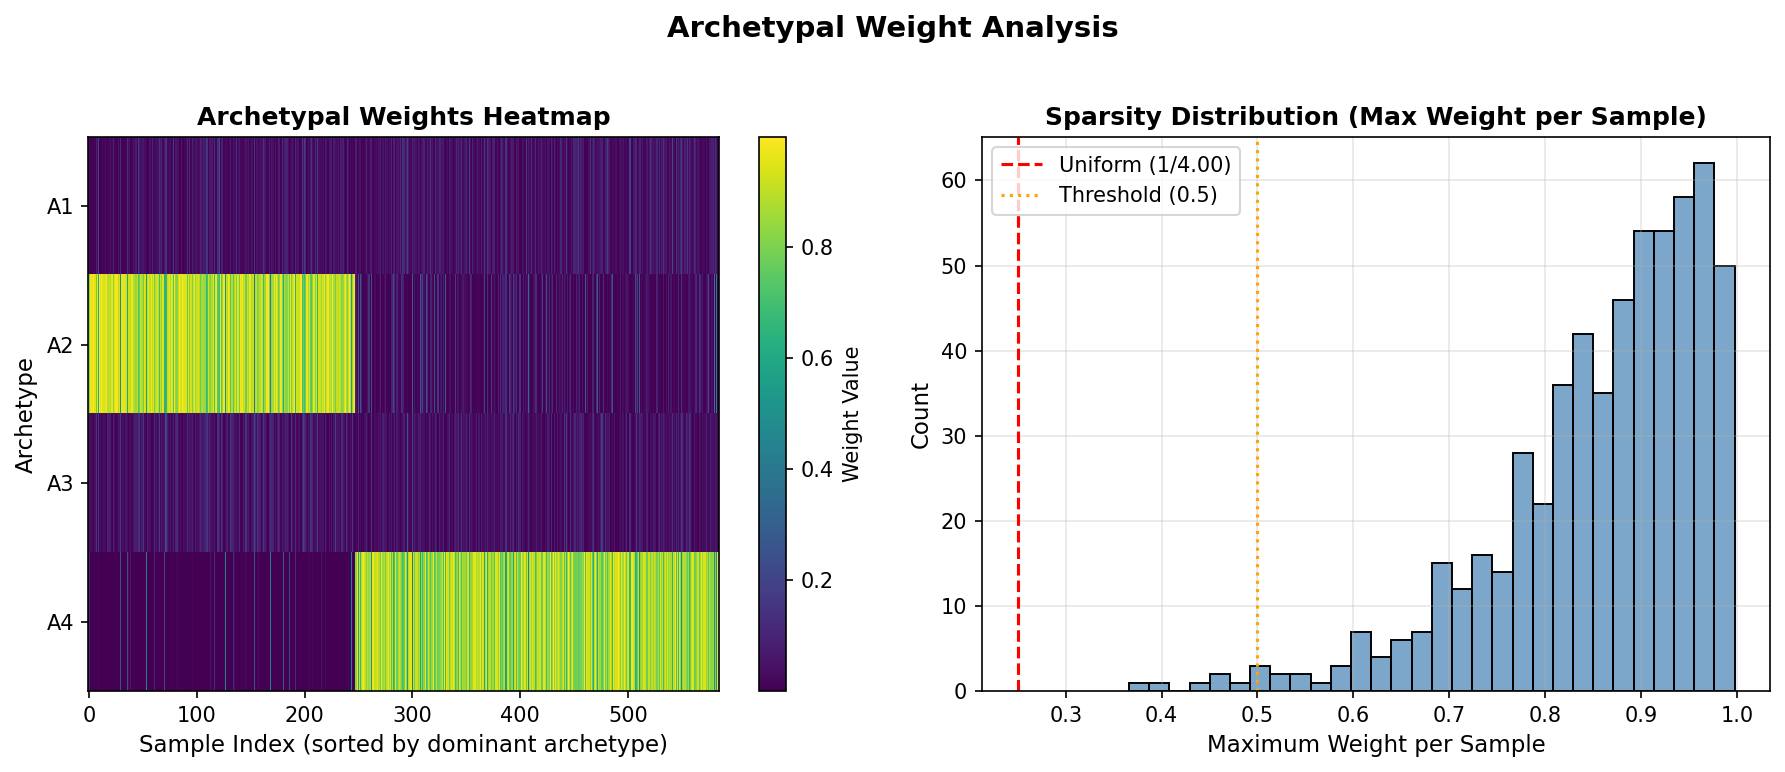 Archetypal Weight Analysis
Archetypal Weights Heatmap
Archetype
A1
A2
A3
A4
0 100 200 300 400 500
Sample Index (sorted by dominant archetype)
0.8
0.6
0.4
0.2
Weight Value
Sparsity Distribution (Max Weight per Sample)
Uniform (1/4.00)
Threshold (0.5)
Count
60
50
40
30
20
10
0
0.3 0.4 0.5 0.6 0.7 0.8 0.9 1.0
Maximum Weight per Sample